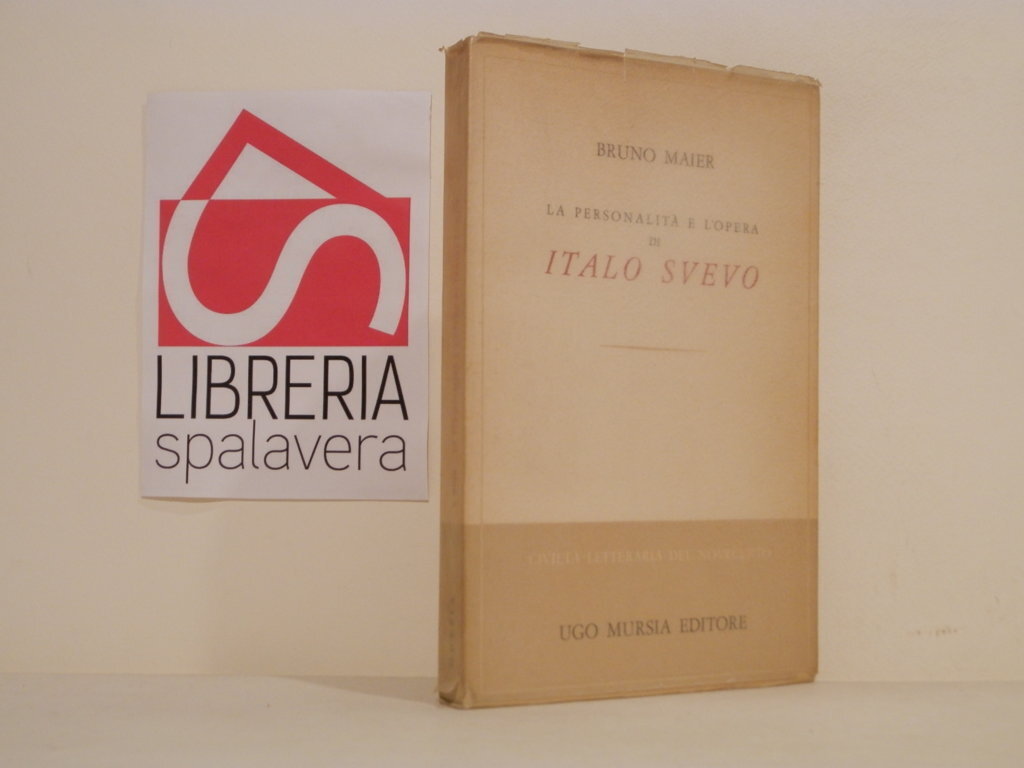 LIBRERIA
spalavera
BRUNO MAIER
LA PERSONALITÀ E L'OPERA
DI
ITALO SVEVO
CIVILTÀ LETTERARIA DEL NOVECENTO
UGO MURSIA EDITORE